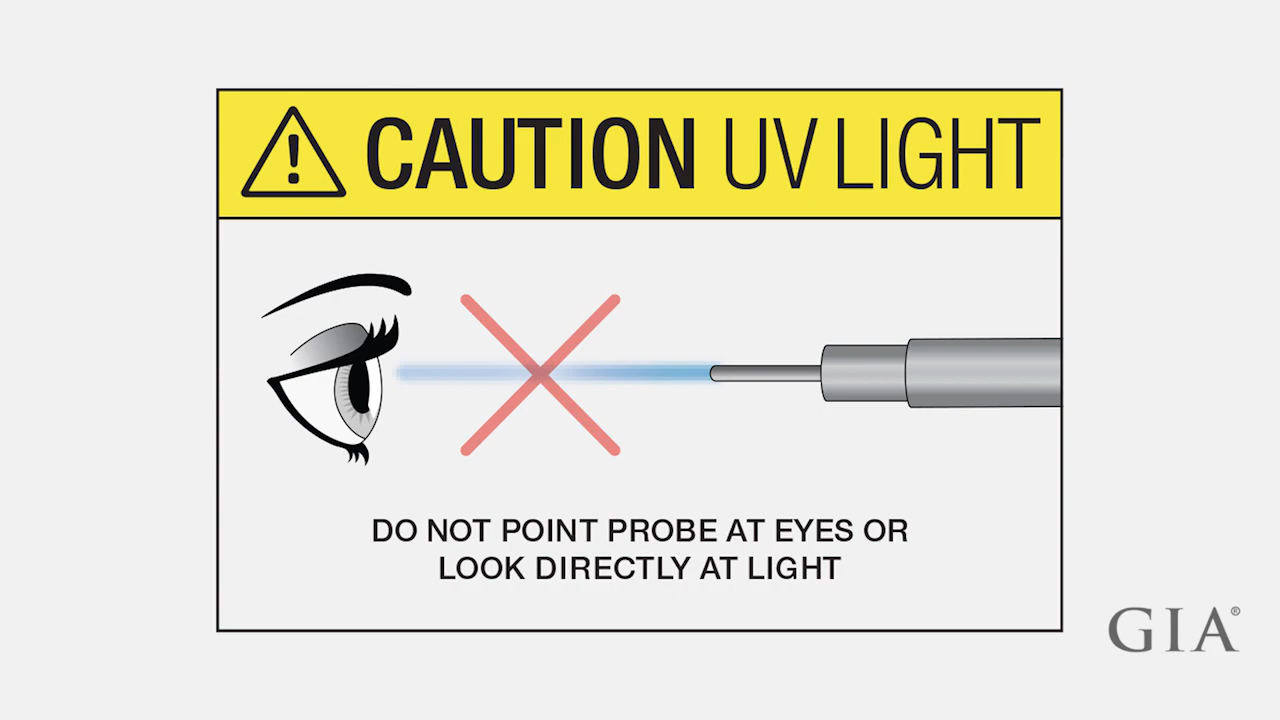 CAUTION UV LIGHT
DO NOT POINT PROBE AT EYES OR
LOOK DIRECTLY AT LIGHT
GIA®